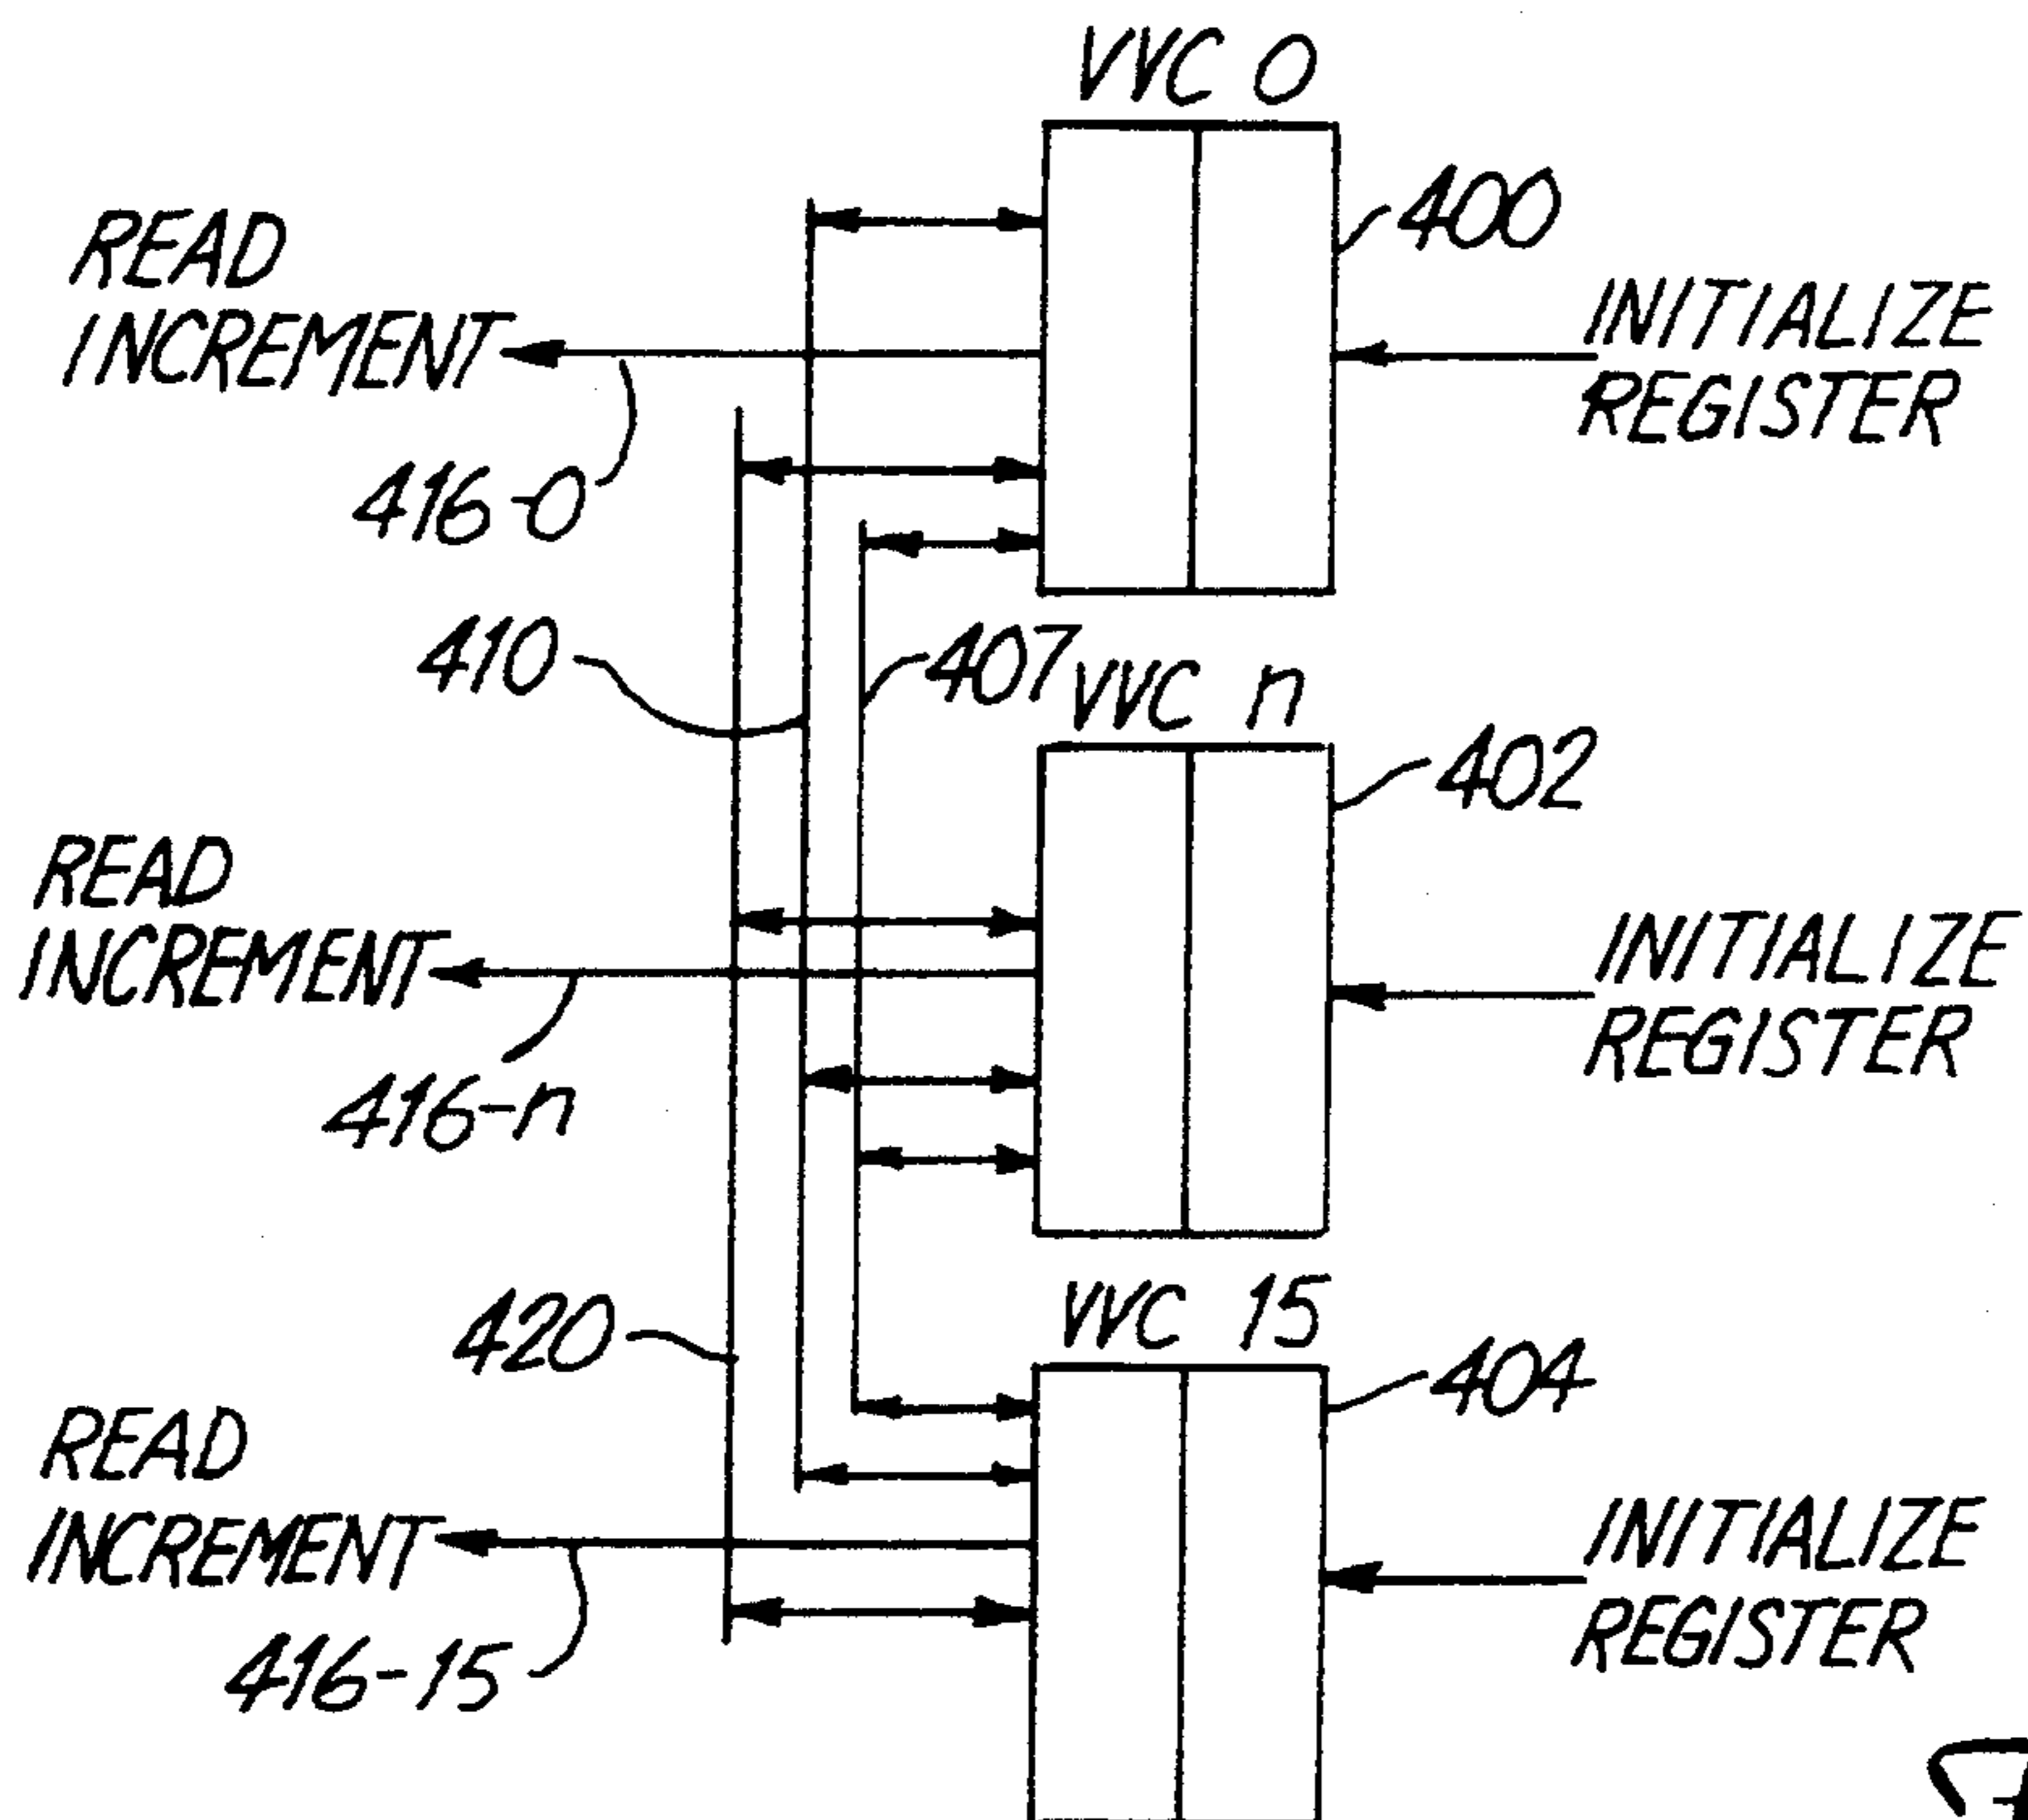 VVC 0
400
READ
INCREMENT
INITIALIZE
REGISTER
416-0
410
407
VVC n
402
READ
INCREMENT
INITIALIZE
REGISTER
416-n
420
VVC 15
404
READ
INCREMENT
INITIALIZE
REGISTER
416-15